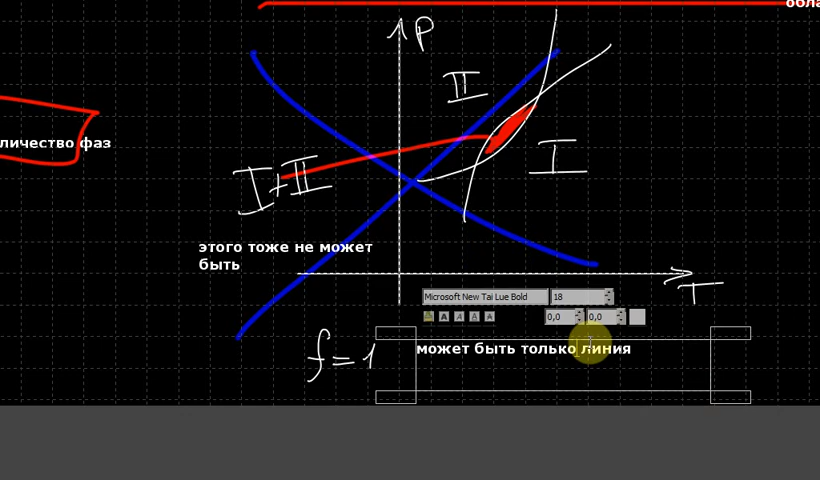 обла
P
II
личество фаз
I
I+II
этого тоже не может
быть
T
Microsoft New Tai Lue Bold 18
A A A A
0,0 0,0
f=1
может быть только линия